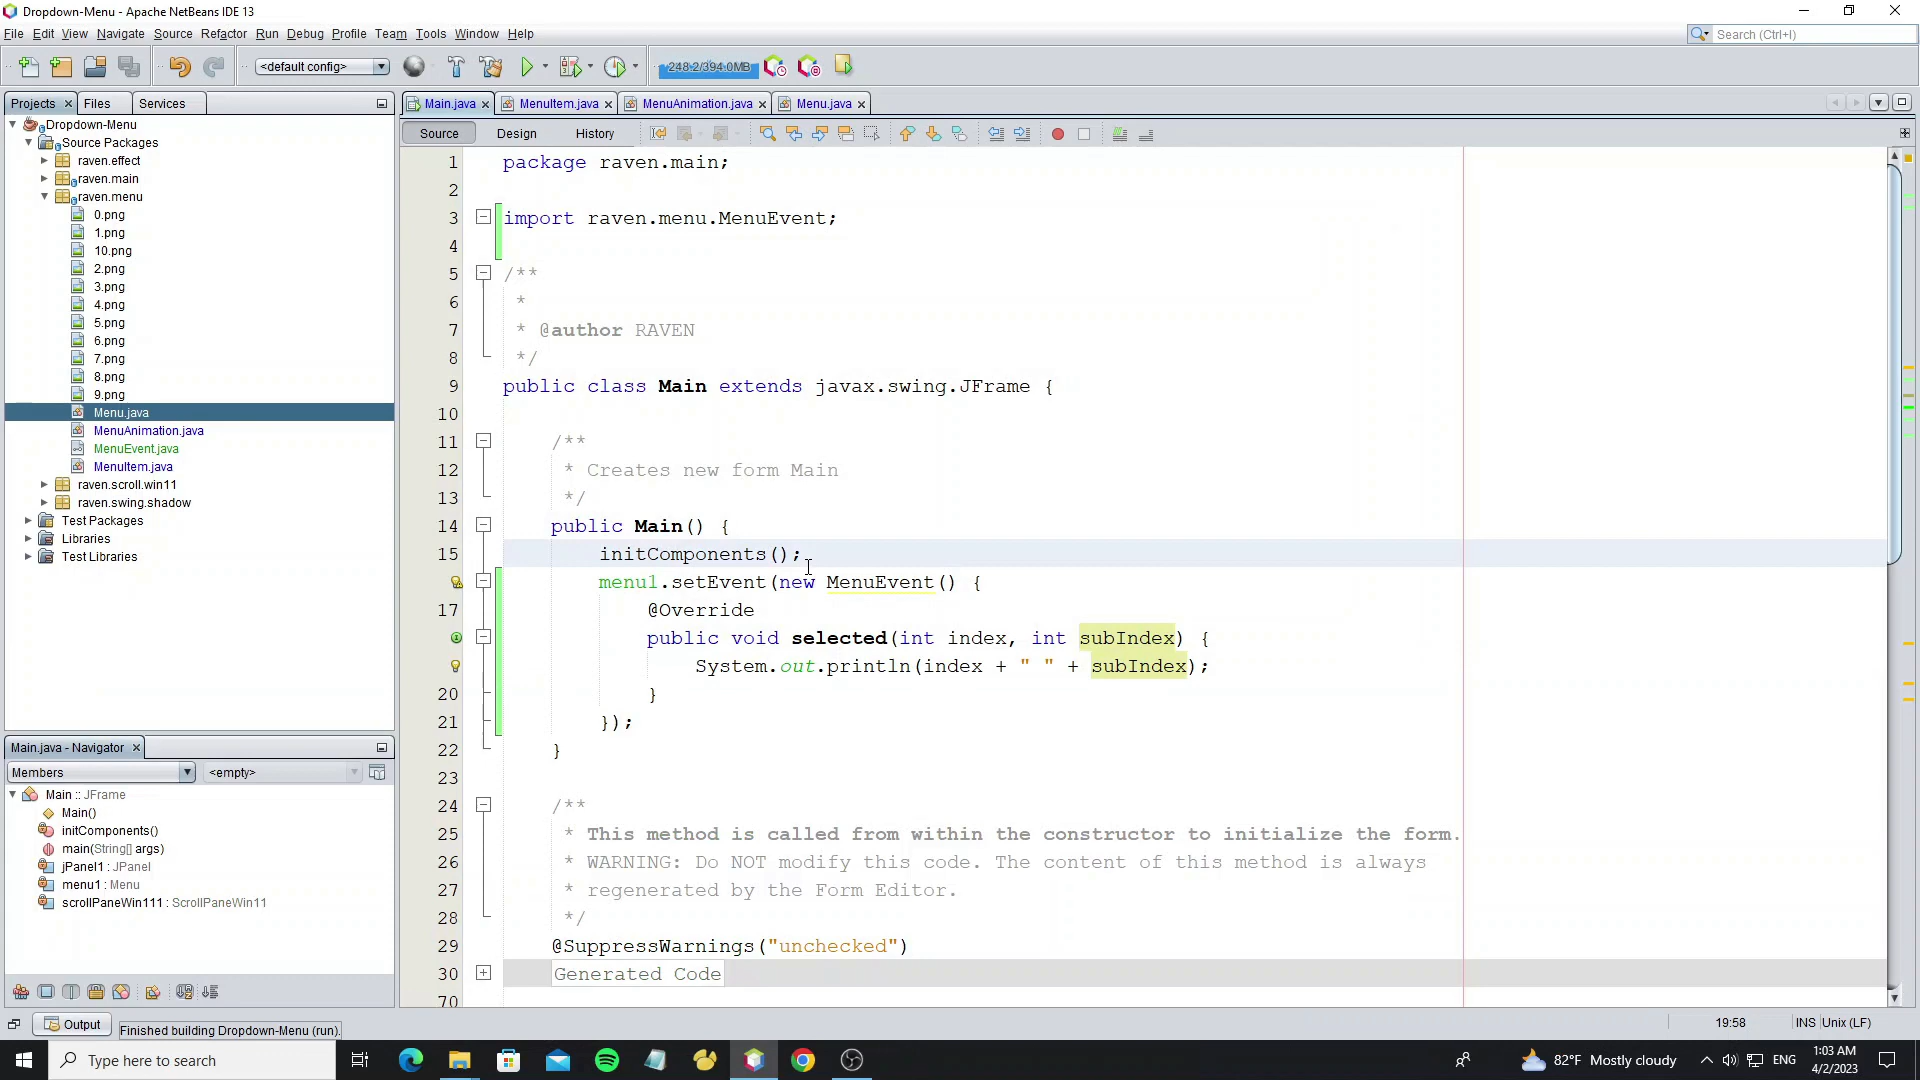 Dropdown-Menu - Apache NetBeans IDE 13
File Edit View Navigate Source Refactor Run Debug Profile Team Tools Window Help
Search (Ctrl+I)
<default config>
248.2/394.0MB
Projects Files Services
Main.java MenuItem.java MenuAnimation.java Menu.java
Source Design History
Dropdown-Menu
Source Packages
raven.effect
raven.main
raven.menu
0.png
1.png
10.png
2.png
3.png
4.png
5.png
6.png
7.png
8.png
9.png
Menu.java
MenuAnimation.java
MenuEvent.java
MenuItem.java
raven.scroll.win11
raven.swing.shadow
Test Packages
Libraries
Test Libraries
Main.java - Navigator
Members <empty>
Main :: JFrame
Main()
initComponents()
main(String[] args)
jPanel1 : JPanel
menu1 : Menu
scrollPaneWin111 : ScrollPaneWin11
1 package raven.main;
2
3 import raven.menu.MenuEvent;
4
5 /**
6 *
7 * @author RAVEN
8 */
9 public class Main extends javax.swing.JFrame {
10
11 /**
12 * Creates new form Main
13 */
14 public Main() {
15 initComponents();
menu1.setEvent(new MenuEvent() {
17 @Override
public void selected(int index, int subIndex) {
System.out.println(index + " " + subIndex);
20 }
21 });
22 }
23
24 /**
25 * This method is called from within the constructor to initialize the form.
26 * WARNING: Do NOT modify this code. The content of this method is always
27 * regenerated by the Form Editor.
28 */
29 @SuppressWarnings("unchecked")
30 Generated Code
70
Output Finished building Dropdown-Menu (run).
19:58 INS Unix (LF)
Type here to search
82°F Mostly cloudy
ENG
1:03 AM
4/2/2023